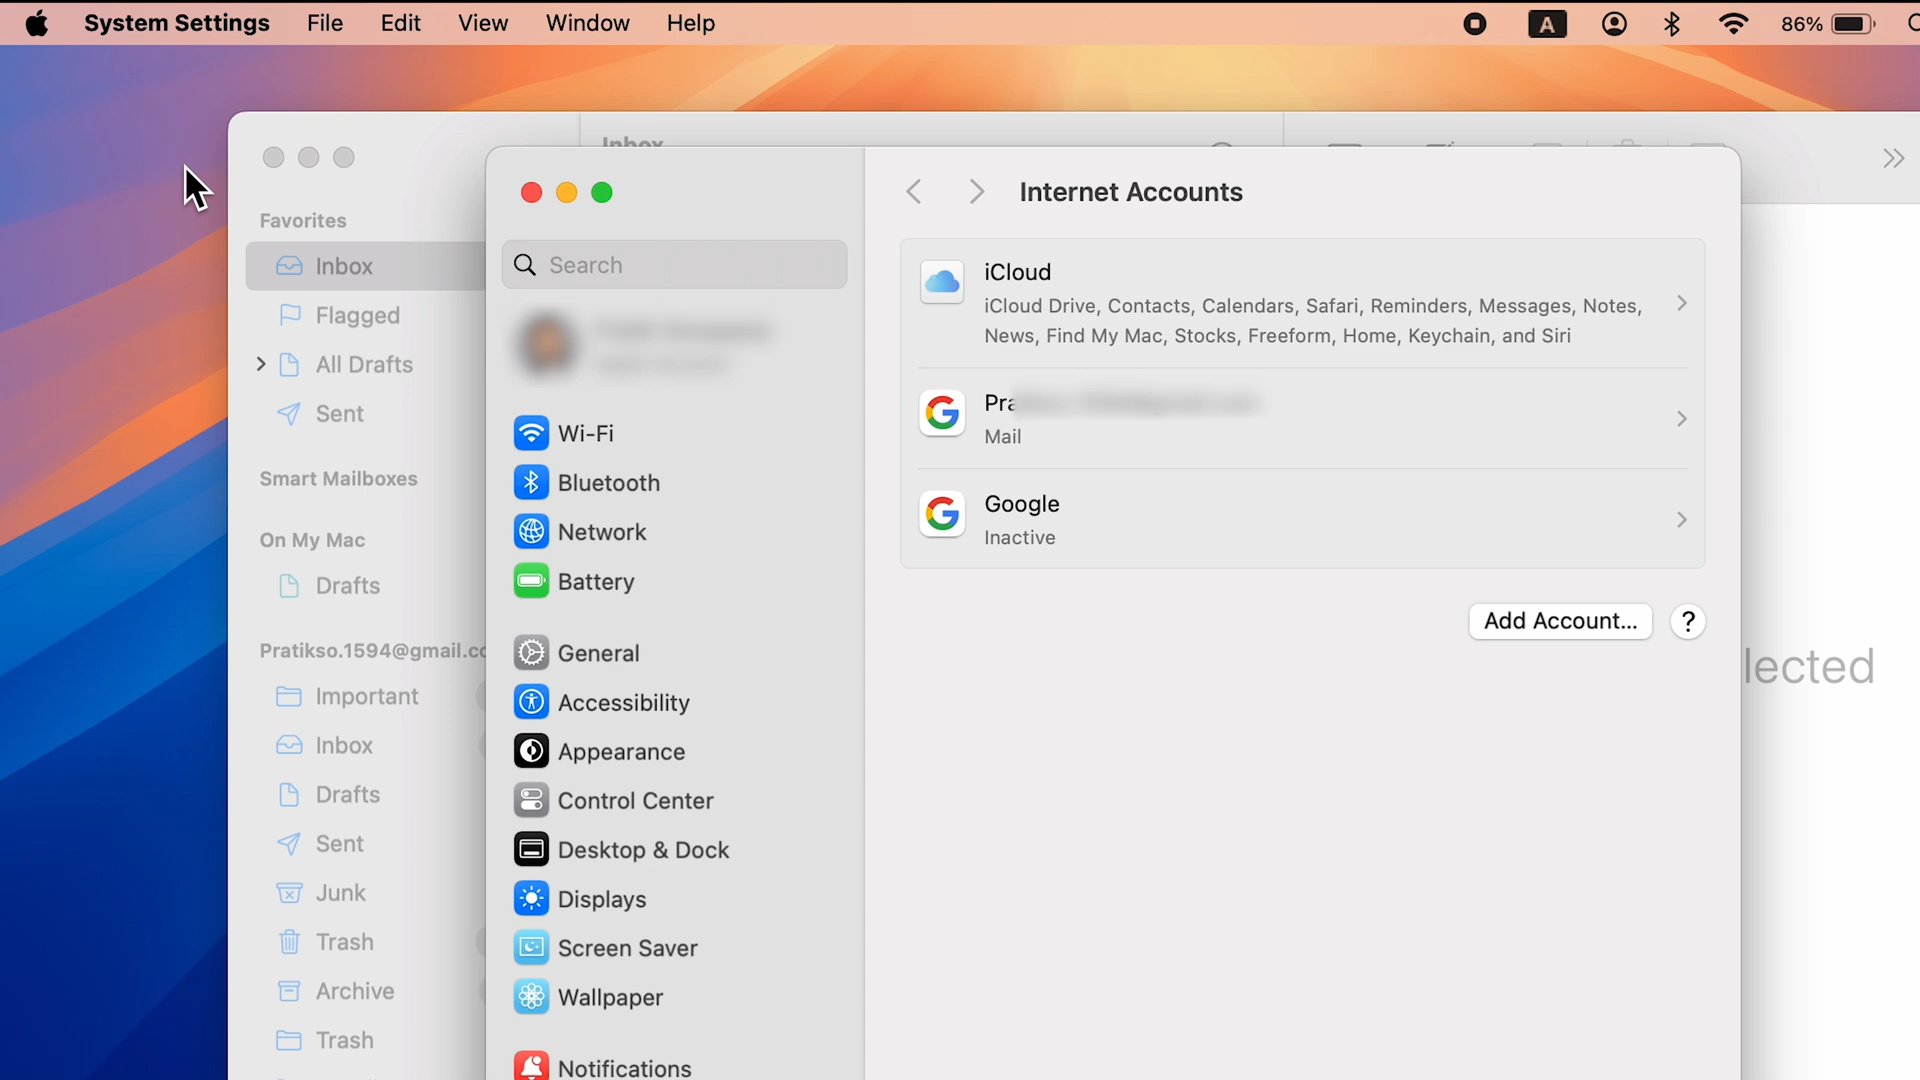 System Settings File Edit View Window Help A 86%
Inbox
Favorites
Inbox
Flagged
All Drafts
Sent
Smart Mailboxes
On My Mac
Drafts
Pratikso.1594@gmail.co
Important
Inbox
Drafts
Sent
Junk
Trash
Archive
Trash
Search
Wi-Fi
Bluetooth
Network
Battery
General
Accessibility
Appearance
Control Center
Desktop & Dock
Displays
Screen Saver
Wallpaper
Notifications
Internet Accounts
iCloud
iCloud Drive, Contacts, Calendars, Safari, Reminders, Messages, Notes,
News, Find My Mac, Stocks, Freeform, Home, Keychain, and Siri
Pra
Mail
Google
Inactive
Add Account... ?
lected